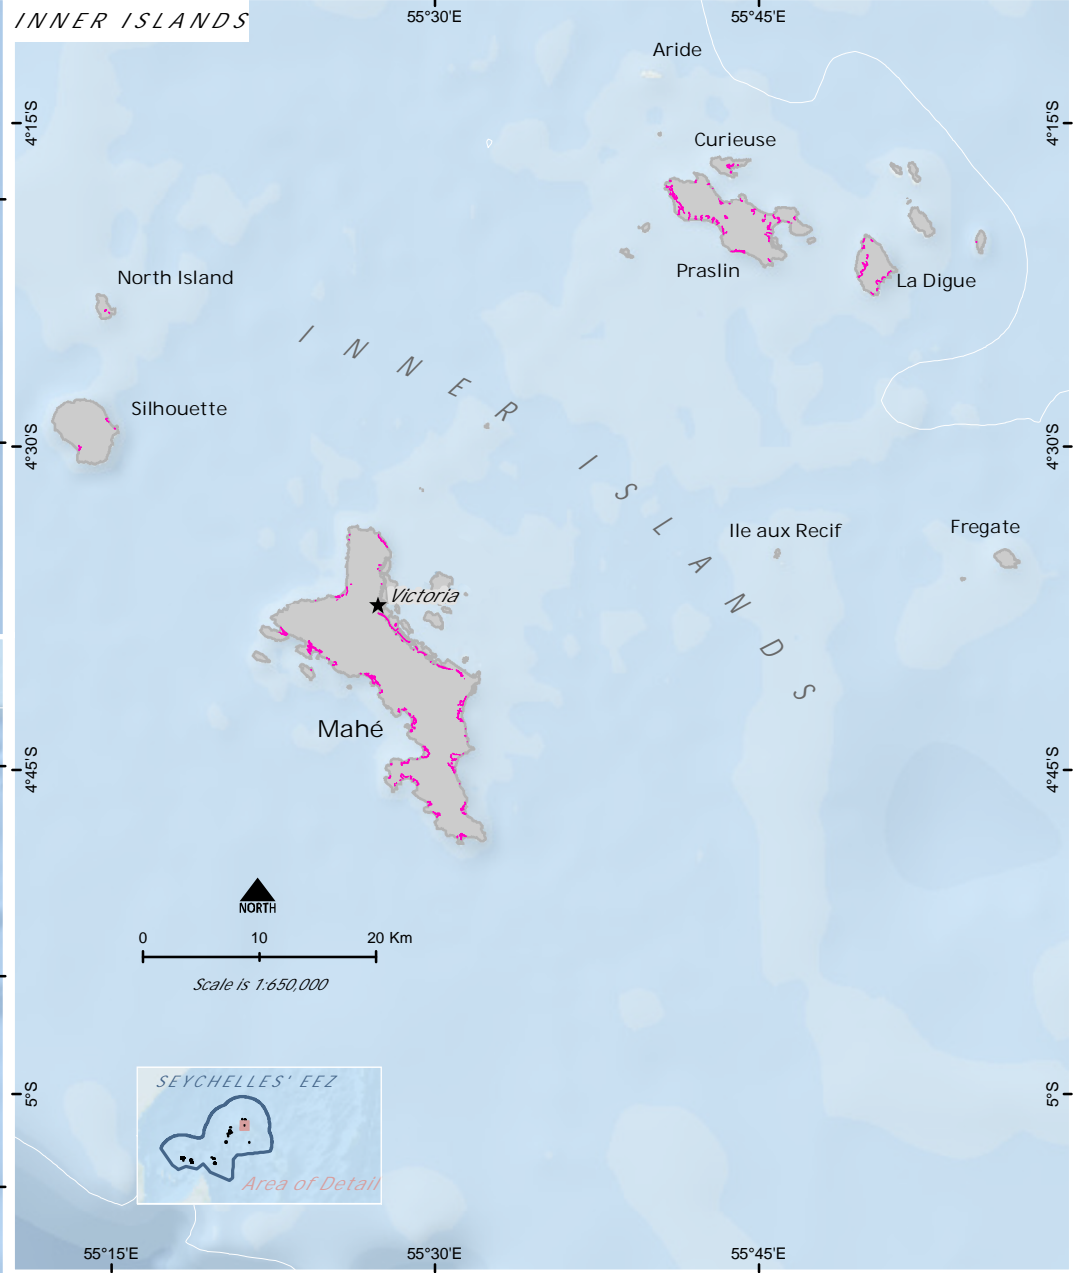 INNER ISLANDS
55°30'E
55°45'E
Aride
4°15'S
4°15'S
Curieuse
North Island
Praslin
La Digue
INNER ISLANDS
Silhouette
4°30'S
4°30'S
Ile aux Recif
Fregate
Victoria
Mahé
4°45'S
4°45'S
NORTH
0 10 20 Km
Scale is 1:650,000
SEYCHELLES' EEZ
5°S
5°S
Area of Detail
55°15'E
55°30'E
55°45'E